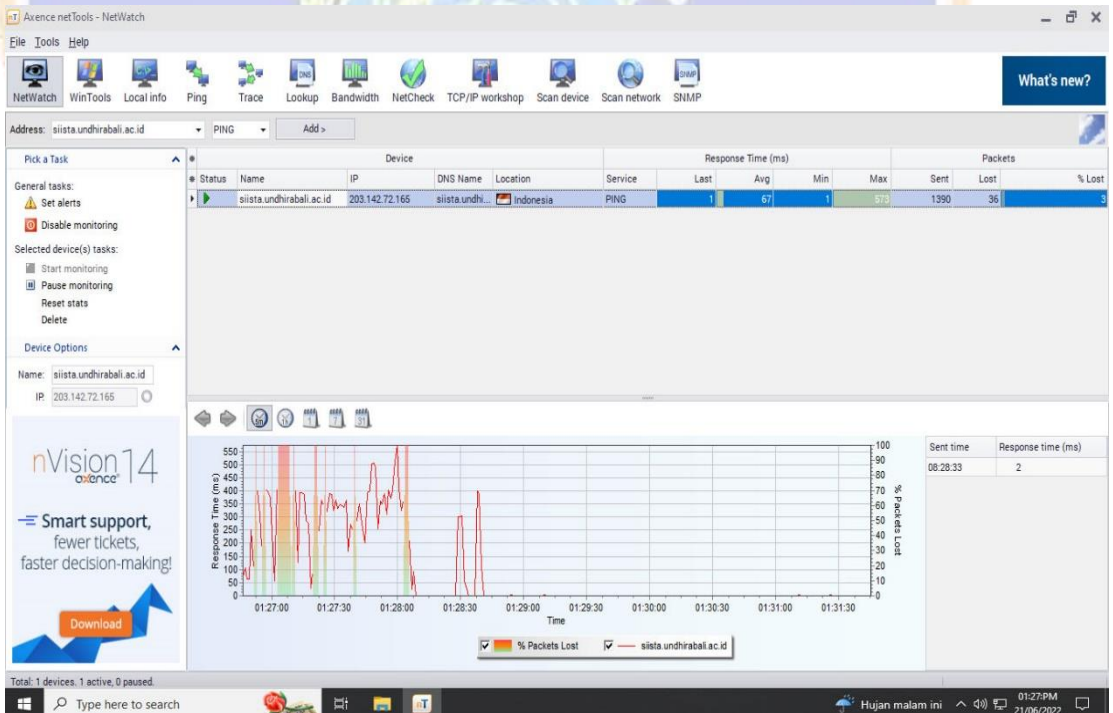 Axence netTools - NetWatch
File Tools Help
NetWatch WinTools Local info Ping Trace Lookup Bandwidth NetCheck TCP/IP workshop Scan device Scan network SNMP
DNS
SNMP
What's new?
Address: siista.undhirabali.ac.id PING Add >
Pick a Task
General tasks:
Set alerts
Disable monitoring
Selected device(s) tasks:
Start monitoring
Pause monitoring
Reset stats
Delete
Device Options
Name: siista.undhirabali.ac.id
IP. 203.142.72.165
Device Response Time (ms) Packets
Status Name IP DNS Name Location Service Last Avg Min Max Sent Lost % Lost
siista.undhirabali.ac.id 203.142.72.165 siista.undhi... Indonesia PING 1 67 1 573 1390 36 3
nVision 14
axence
Smart support,
fewer tickets,
faster decision-making!
Download
5m 1h 1 7 31
Response Time (ms)
550
500
450
400
350
300
250
200
150
100
50
0
% Packets Lost
100
90
80
70
60
50
40
30
20
10
0
01:27:00 01:27:30 01:28:00 01:28:30 01:29:00 01:29:30 01:30:00 01:30:30 01:31:00 01:31:30
Time
% Packets Lost siista.undhirabali.ac.id
Sent time Response time (ms)
08:28:33 2
Total: 1 devices. 1 active, 0 paused.
Type here to search
nT
Hujan malam ini
01:27:PM
21/06/2022